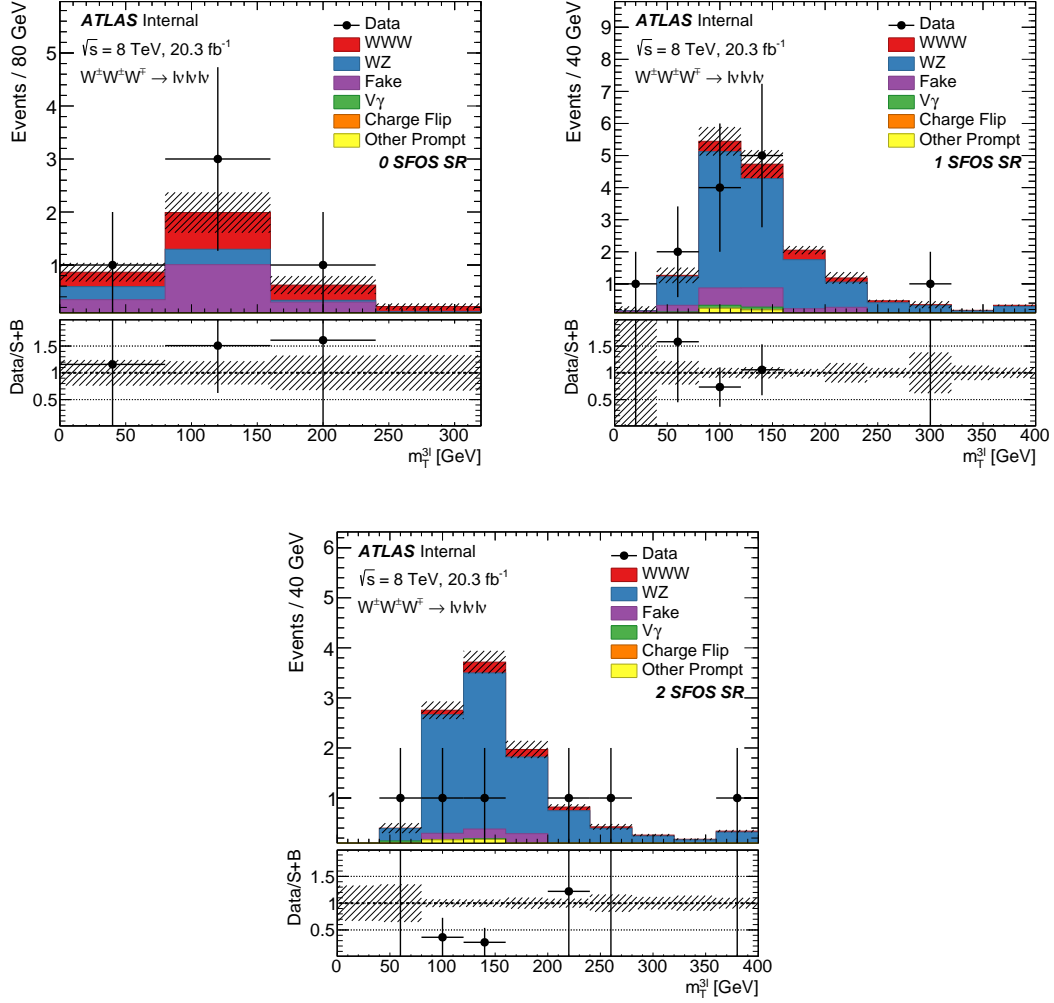 ATLAS Internal
√s = 8 TeV, 20.3 fb⁻¹
W±W±W∓ → lνlνlν
Data
WWW
WZ
Fake
Vγ
Charge Flip
Other Prompt
0 SFOS SR
Events / 80 GeV
5
4
3
2
1
Data/S+B
1.5
1
0.5
0 50 100 150 200 250 300
m_T^3l [GeV]
ATLAS Internal
√s = 8 TeV, 20.3 fb⁻¹
W±W±W∓ → lνlνlν
Data
WWW
WZ
Fake
Vγ
Charge Flip
Other Prompt
1 SFOS SR
Events / 40 GeV
9
8
7
6
5
4
3
2
1
Data/S+B
1.5
1
0.5
0 50 100 150 200 250 300 350 400
m_T^3l [GeV]
ATLAS Internal
√s = 8 TeV, 20.3 fb⁻¹
W±W±W∓ → lνlνlν
Data
WWW
WZ
Fake
Vγ
Charge Flip
Other Prompt
2 SFOS SR
Events / 40 GeV
6
5
4
3
2
1
Data/S+B
1.5
1
0.5
0 50 100 150 200 250 300 350 400
m_T^3l [GeV]